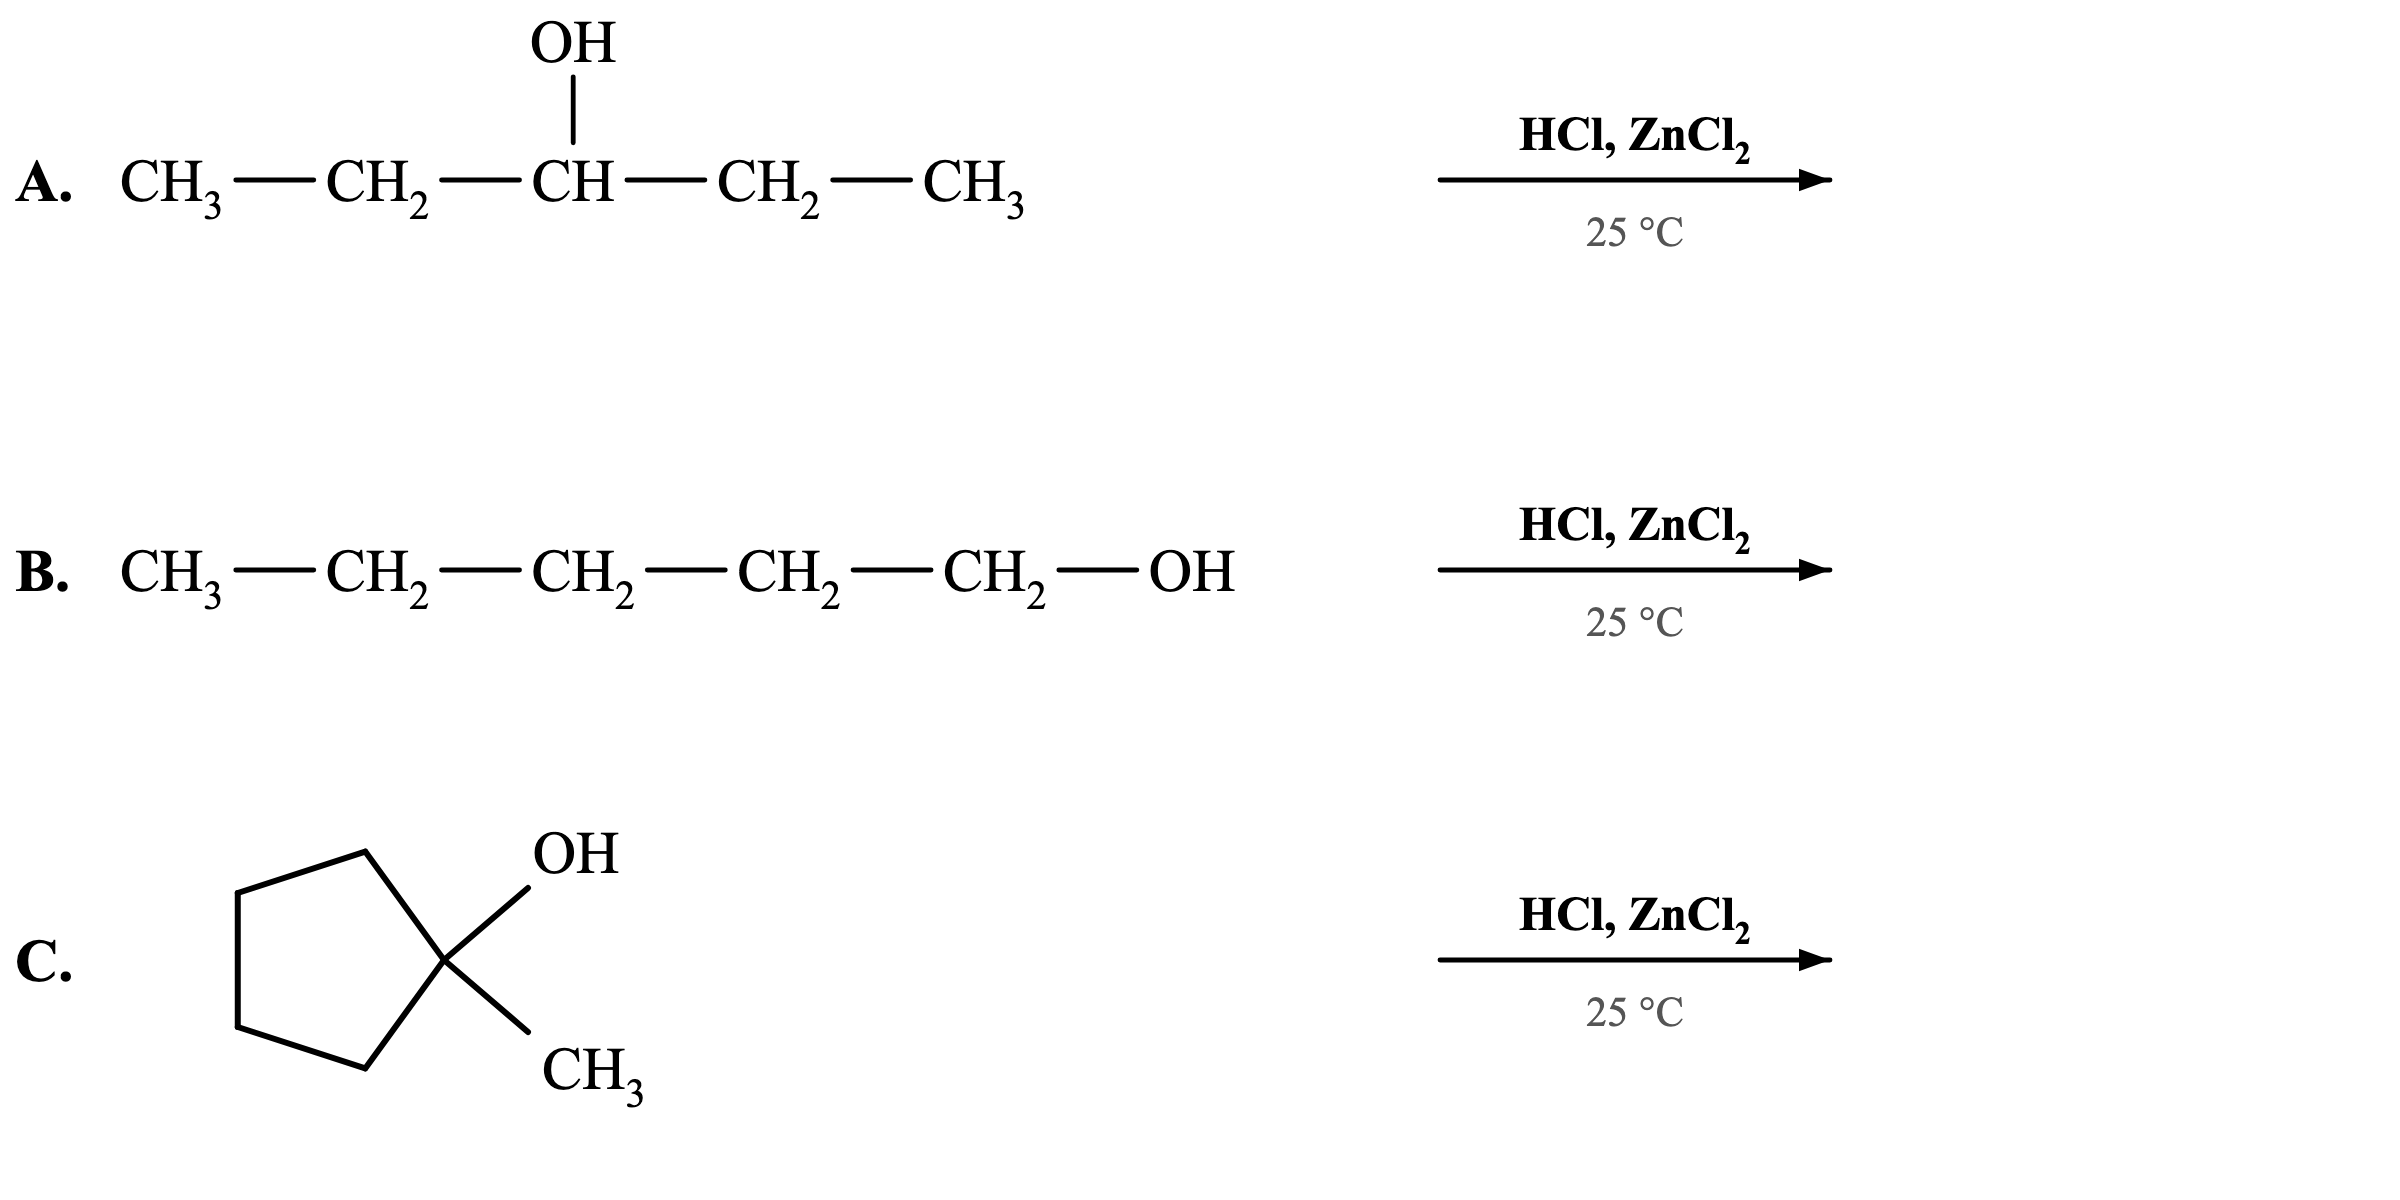 OH
A. CH₃—CH₂—CH—CH₂—CH₃ HCl, ZnCl₂
25 °C
B. CH₃—CH₂—CH₂—CH₂—CH₂—OH HCl, ZnCl₂
25 °C
OH
C. HCl, ZnCl₂
25 °C
CH₃